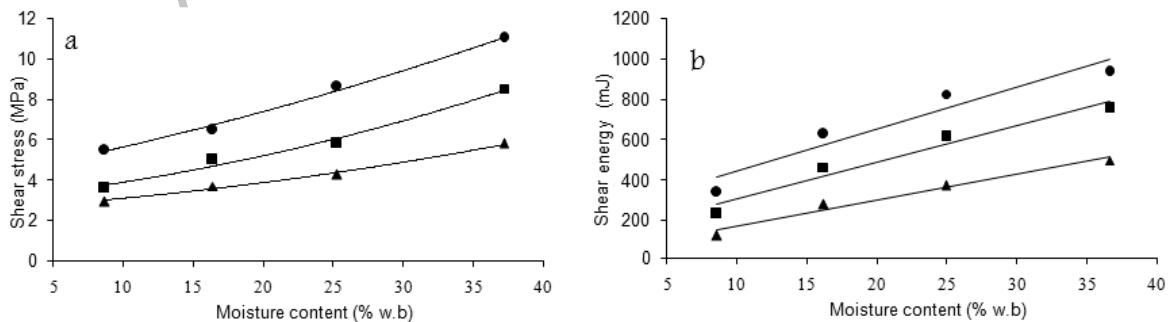 a
Shear stress (MPa)
12
10
8
6
4
2
0
5 10 15 20 25 30 35 40
Moisture content (% w.b)
b
Shear energy (mJ)
1200
1000
800
600
400
200
0
5 10 15 20 25 30 35 40
Moisture content (% w.b)